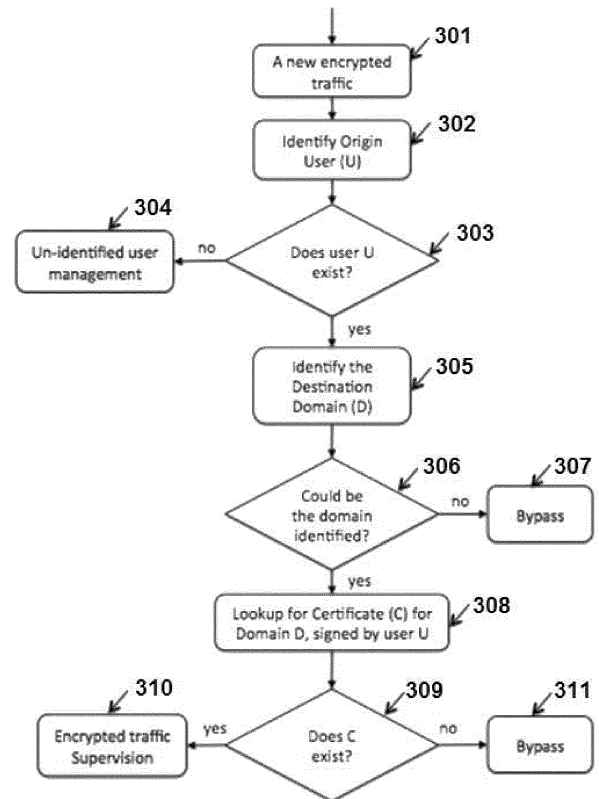 301
A new encrypted
traffic
302
Identify Origin
User (U)
304
Un-identified user
management
no
303
Does user U
exist?
yes
305
Identify the
Destination
Domain (D)
306
Could be
the domain
identified?
no
307
Bypass
yes
308
Lookup for Certificate (C) for
Domain D, signed by user U
310
Encrypted traffic
Supervision
yes
309
Does C
exist?
no
311
Bypass